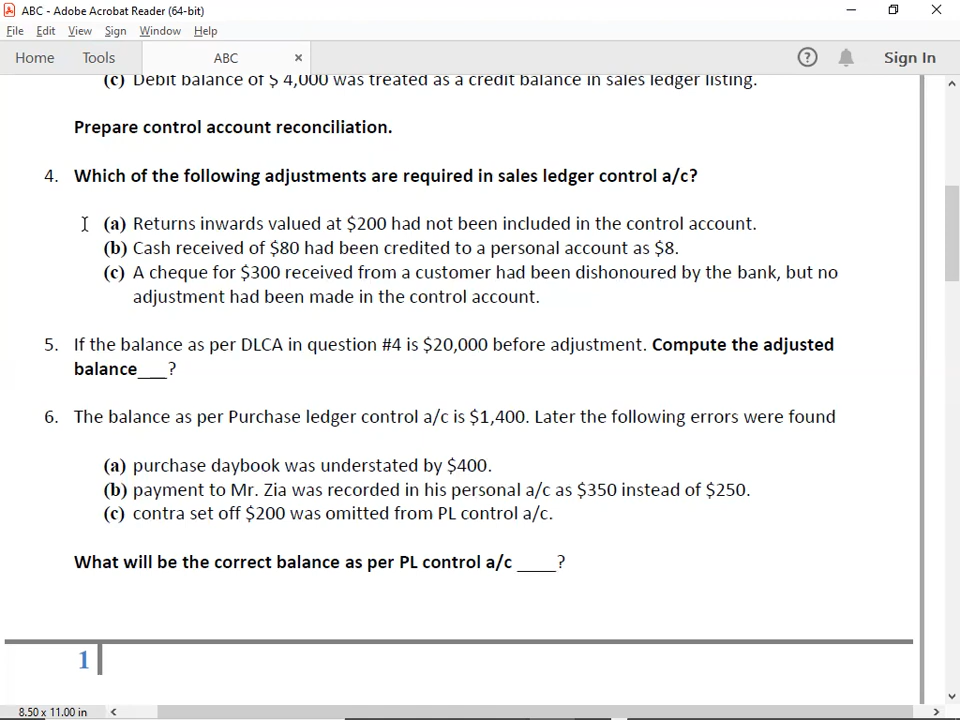 ABC - Adobe Acrobat Reader (64-bit)
File Edit View Sign Window Help
Home Tools ABC × ? Sign In
(c) Debit balance of $ 4,000 was treated as a credit balance in sales ledger listing.
Prepare control account reconciliation.
4. Which of the following adjustments are required in sales ledger control a/c?
(a) Returns inwards valued at $200 had not been included in the control account.
(b) Cash received of $80 had been credited to a personal account as $8.
(c) A cheque for $300 received from a customer had been dishonoured by the bank, but no
adjustment had been made in the control account.
5. If the balance as per DLCA in question #4 is $20,000 before adjustment. Compute the adjusted
balance___?
6. The balance as per Purchase ledger control a/c is $1,400. Later the following errors were found
(a) purchase daybook was understated by $400.
(b) payment to Mr. Zia was recorded in his personal a/c as $350 instead of $250.
(c) contra set off $200 was omitted from PL control a/c.
What will be the correct balance as per PL control a/c ____?
1
8.50 x 11.00 in